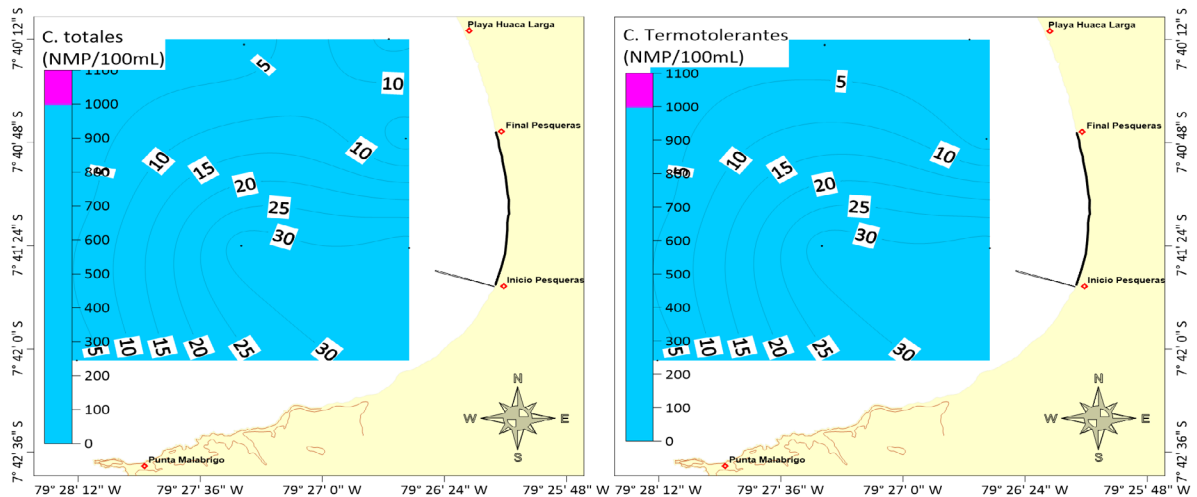 C. totales
(NMP/100mL)
1100
1000
900
800
700
600
500
400
300
200
100
0
5
10
10
10
15
20
25
30
5
5
10
15
20
25
30
Playa Huaca Larga
Final Pesqueras
Inicio Pesqueras
Punta Malabrigo
N
W E
S
7° 40' 12" S
7° 40' 48" S
7° 41' 24" S
7° 42' 0" S
7° 42' 36" S
79° 28' 12" W
79° 27' 36" W
79° 27' 0" W
79° 26' 24" W
79° 25' 48" W
C. Termotolerantes
(NMP/100mL)
1100
1000
900
800
700
600
500
400
300
200
100
0
5
10
10
15
20
25
30
5
5
10
15
20
25
30
Playa Huaca Larga
Final Pesqueras
Inicio Pesqueras
Punta Malabrigo
N
W E
S
7° 40' 12" S
7° 40' 48" S
7° 41' 24" S
7° 42' 0" S
7° 42' 36" S
79° 28' 12" W
79° 27' 36" W
79° 27' 0" W
79° 26' 24" W
79° 25' 48" W